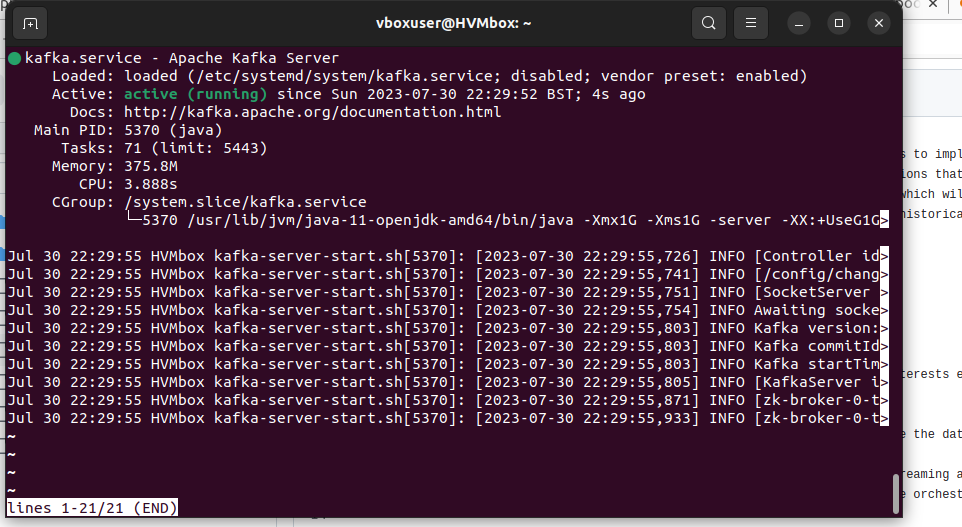 vboxuser@HVMbox: ~
kafka.service - Apache Kafka Server
Loaded: loaded (/etc/systemd/system/kafka.service; disabled; vendor preset: enabled)
Active: active (running) since Sun 2023-07-30 22:29:52 BST; 4s ago
Docs: http://kafka.apache.org/documentation.html
Main PID: 5370 (java)
Tasks: 71 (limit: 5443)
Memory: 375.8M
CPU: 3.888s
CGroup: /system.slice/kafka.service
└─5370 /usr/lib/jvm/java-11-openjdk-amd64/bin/java -Xmx1G -Xms1G -server -XX:+UseG1G>
Jul 30 22:29:55 HVMbox kafka-server-start.sh[5370]: [2023-07-30 22:29:55,726] INFO [Controller id>
Jul 30 22:29:55 HVMbox kafka-server-start.sh[5370]: [2023-07-30 22:29:55,741] INFO [/config/chang>
Jul 30 22:29:55 HVMbox kafka-server-start.sh[5370]: [2023-07-30 22:29:55,751] INFO [SocketServer >
Jul 30 22:29:55 HVMbox kafka-server-start.sh[5370]: [2023-07-30 22:29:55,754] INFO Awaiting socke>
Jul 30 22:29:55 HVMbox kafka-server-start.sh[5370]: [2023-07-30 22:29:55,803] INFO Kafka version:>
Jul 30 22:29:55 HVMbox kafka-server-start.sh[5370]: [2023-07-30 22:29:55,803] INFO Kafka commitId>
Jul 30 22:29:55 HVMbox kafka-server-start.sh[5370]: [2023-07-30 22:29:55,803] INFO Kafka startTim>
Jul 30 22:29:55 HVMbox kafka-server-start.sh[5370]: [2023-07-30 22:29:55,805] INFO [KafkaServer i>
Jul 30 22:29:55 HVMbox kafka-server-start.sh[5370]: [2023-07-30 22:29:55,871] INFO [zk-broker-0-t>
Jul 30 22:29:55 HVMbox kafka-server-start.sh[5370]: [2023-07-30 22:29:55,933] INFO [zk-broker-0-t>
~
~
~
~
lines 1-21/21 (END)
s to impl
ions that
which wil
historica
terests e
e the dat
reaming a
e orchest